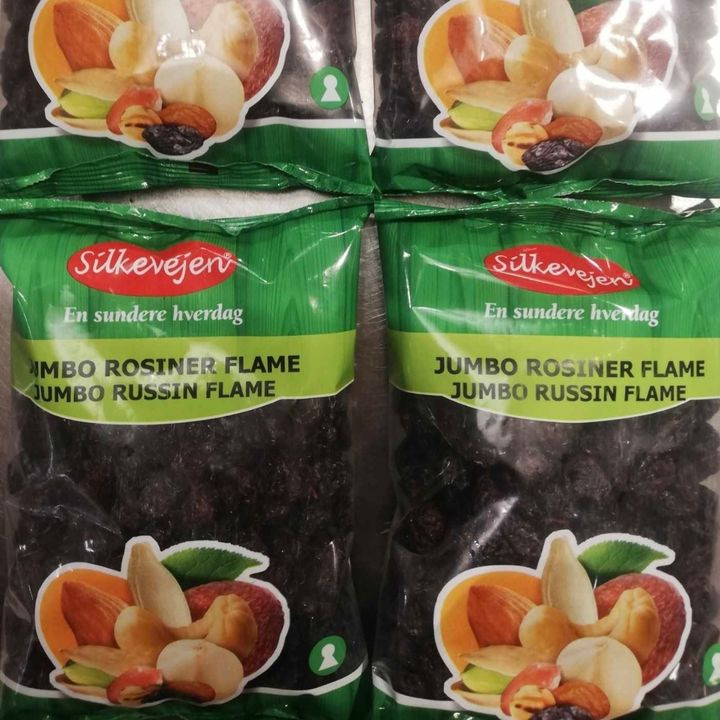 Silkevejen®
En sundere hverdag
JUMBO ROSINER FLAME
JUMBO RUSSIN FLAME
Silkevejen®
En sundere hverdag
JUMBO ROSINER FLAME
JUMBO RUSSIN FLAME